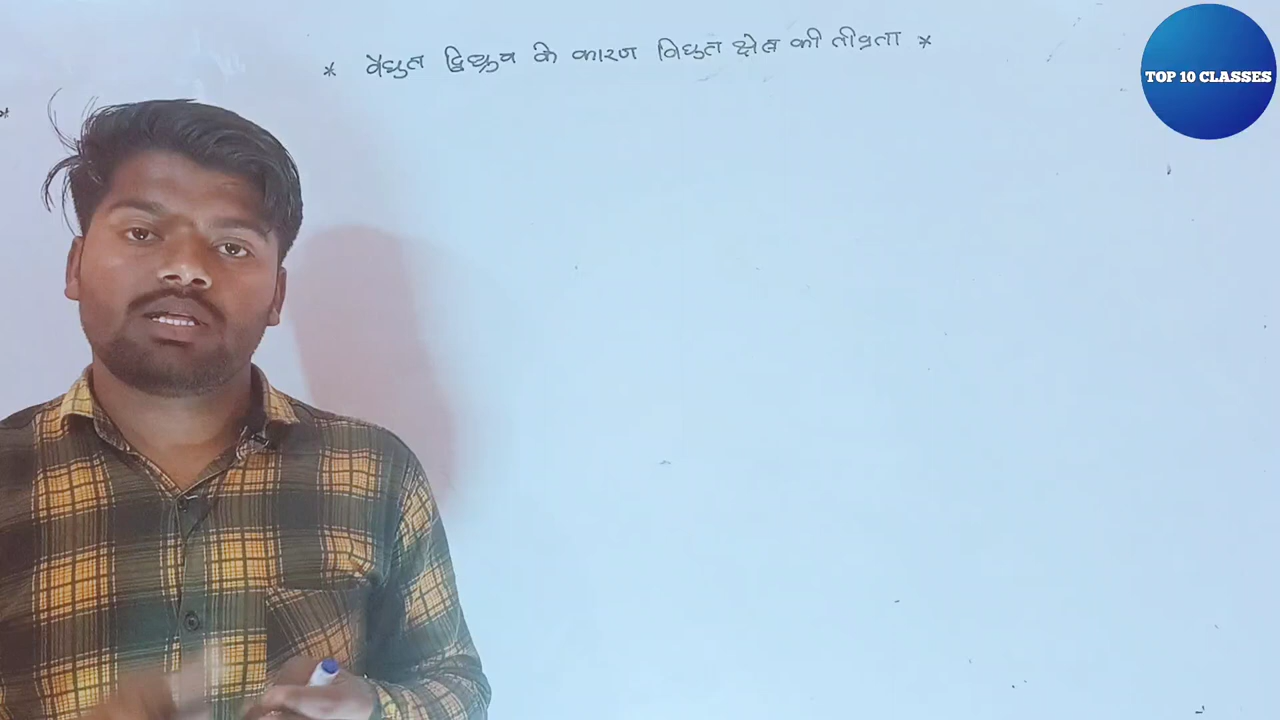 * वैद्युत द्विध्रुव के कारण विद्युत क्षेत्र की तीव्रता *
TOP 10 CLASSES